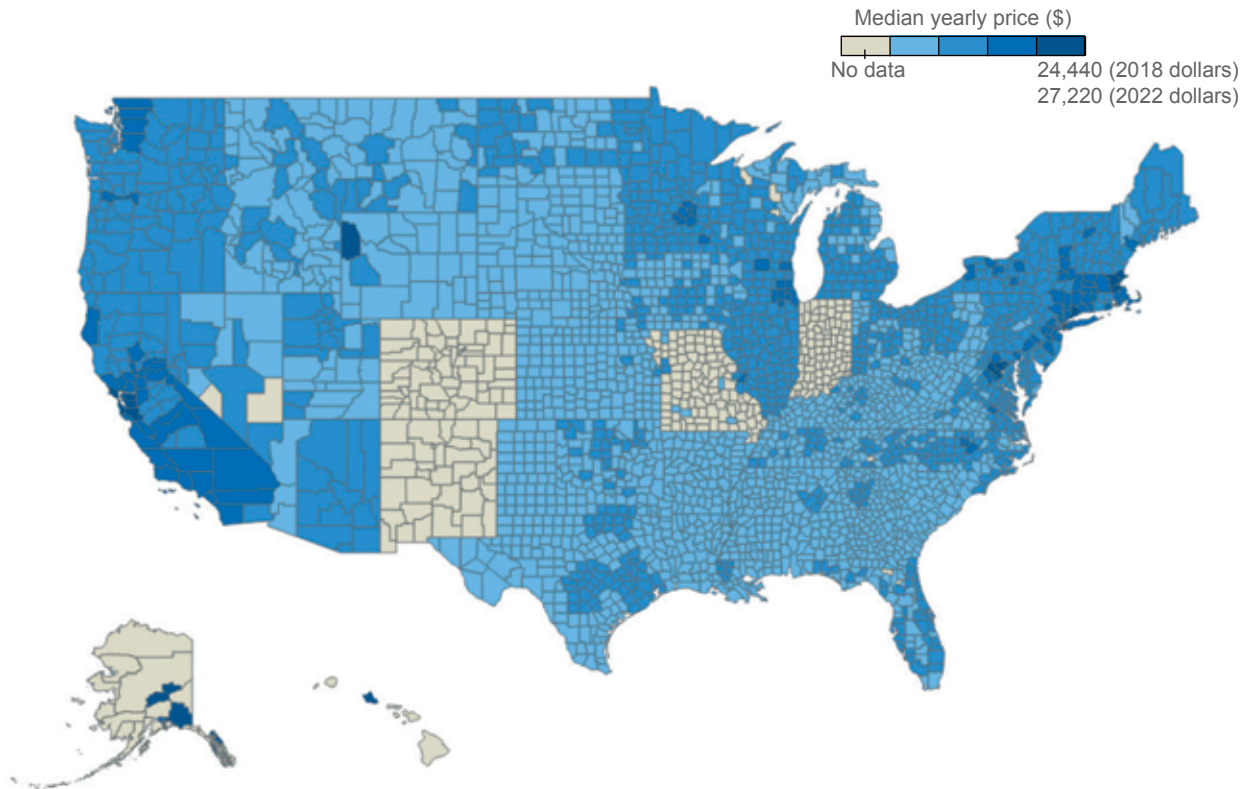 Median yearly price ($)
No data
24,440 (2018 dollars)
27,220 (2022 dollars)